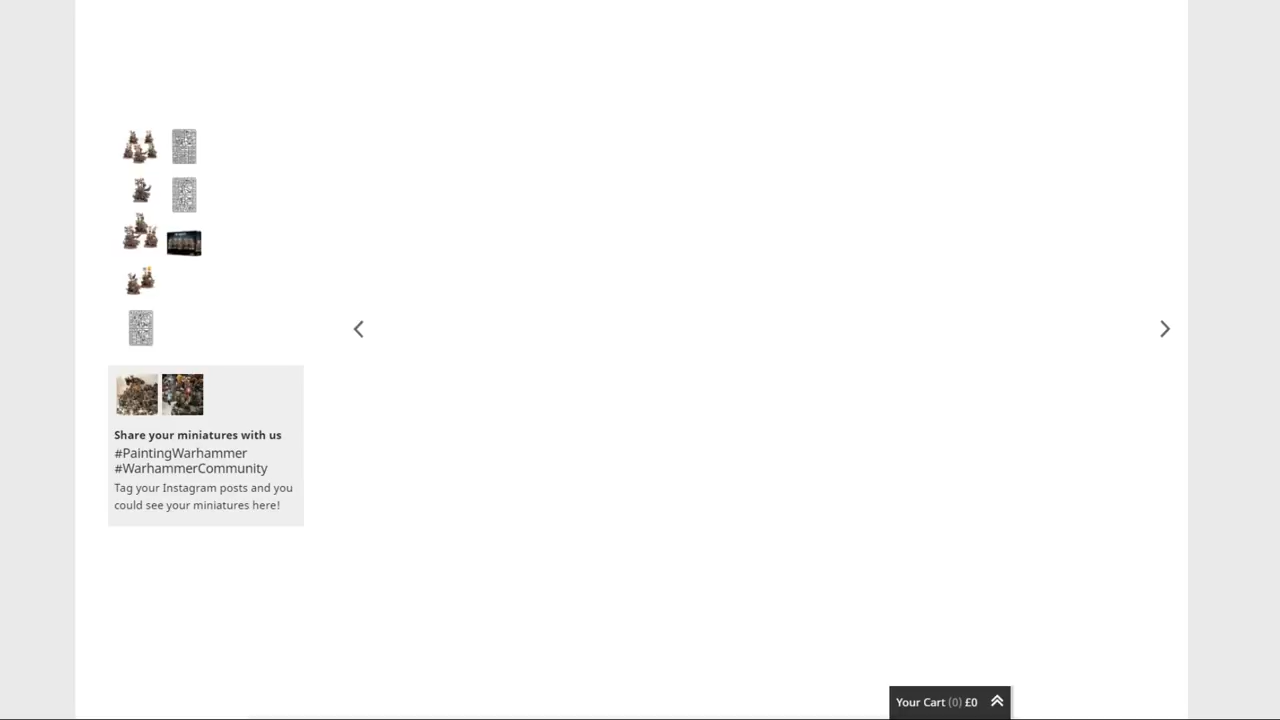 Share your miniatures with us
#PaintingWarhammer
#WarhammerCommunity
Tag your Instagram posts and you
could see your miniatures here!
Your Cart (0) £0